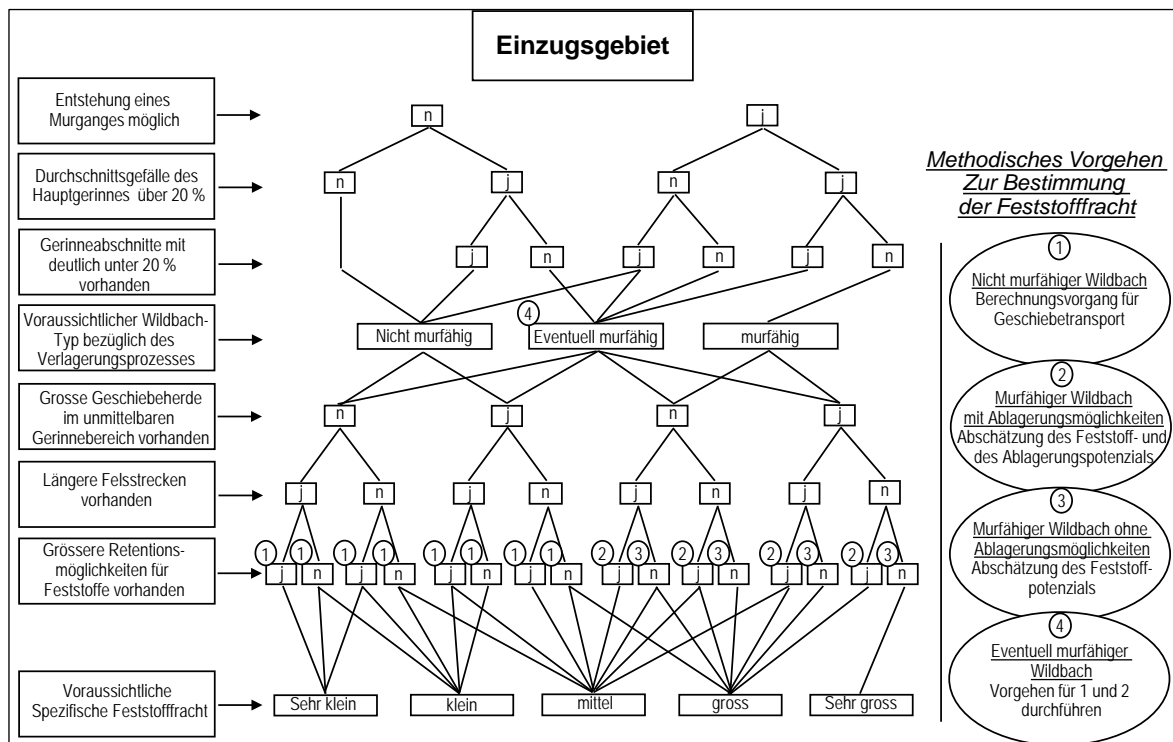 Einzugsgebiet
Entstehung eines
Murganges möglich
n
j
Durchschnittsgefälle des
Hauptgerinnes über 20 %
n
j
n
j
Gerinneabschnitte mit
deutlich unter 20 %
vorhanden
j
n
j
n
j
n
Voraussichtlicher Wildbach-
Typ bezüglich des
Verlagerungsprozesses
Nicht murfähig
4
Eventuell murfähig
murfähig
Grosse Geschiebeherde
im unmittelbaren
Gerinnebereich vorhanden
n
j
n
j
Längere Felsstrecken
vorhanden
j
n
j
n
j
n
j
n
Grössere Retentions-
möglichkeiten für
Feststoffe vorhanden
1 1 1 1 1 1 1 1 2 3 2 3 2 3 2 3
j n j n j n j n j n j n j n j n
Voraussichtliche
Spezifische Feststofffracht
Sehr klein
klein
mittel
gross
Sehr gross
Methodisches Vorgehen
Zur Bestimmung
der Feststofffracht
1
Nicht murfähiger Wildbach
Berechnungsvorgang für
Geschiebetransport
2
Murfähiger Wildbach
mit Ablagerungsmöglichkeiten
Abschätzung des Feststoff- und
des Ablagerungspotenzials
3
Murfähiger Wildbach ohne
Ablagerungsmöglichkeiten
Abschätzung des Feststoff-
potenzials
4
Eventuell murfähiger
Wildbach
Vorgehen für 1 und 2
durchführen